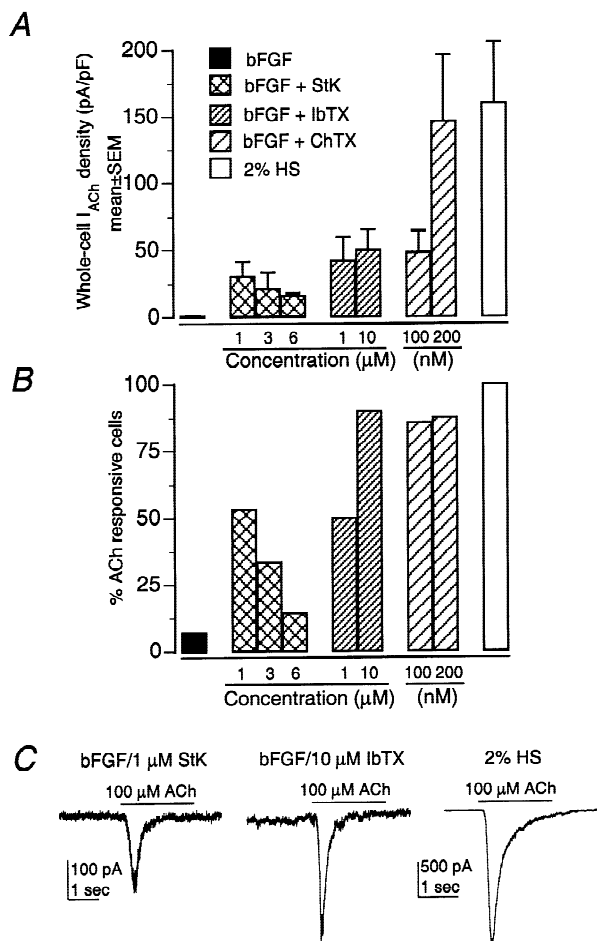 A
Whole-cell IACh density (pA/pF)
mean±SEM
200
150
100
50
0
bFGF
bFGF + StK
bFGF + IbTX
bFGF + ChTX
2% HS
1 3 6 1 10 100 200
Concentration (µM) (nM)
B
% ACh responsive cells
100
75
50
25
0
1 3 6 1 10 100 200
Concentration (µM) (nM)
C
bFGF/1 µM StK
100 µM ACh
100 pA
1 sec
bFGF/10 µM IbTX
100 µM ACh
2% HS
100 µM ACh
500 pA
1 sec